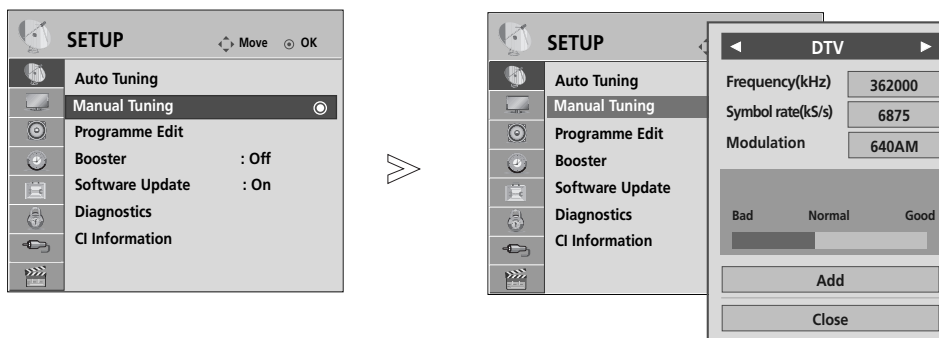 SETUP Move OK
Auto Tuning
Manual Tuning
Programme Edit
Booster : Off
Software Update : On
Diagnostics
CI Information
SETUP
Auto Tuning
Manual Tuning
Programme Edit
Booster
Software Update
Diagnostics
CI Information
DTV
Frequency(kHz) 362000
Symbol rate(kS/s) 6875
Modulation 640AM
Bad Normal Good
Add
Close